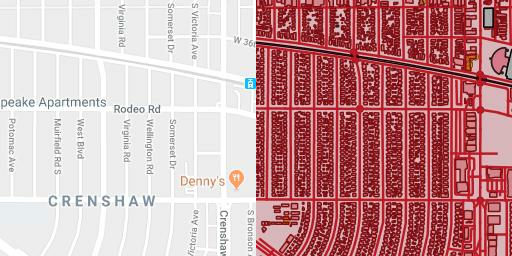 Virginia Rd
Somerset Dr
S Victoria Ave
W 36
peake Apartments
Rodeo Rd
Potomac Ave
Muirfield Rd S
West Blvd
Virginia Rd
Wellington Rd
Somerset Dr
Denny's
CRENSHAW
Victoria Ave
Crenshaw
S Bronson A